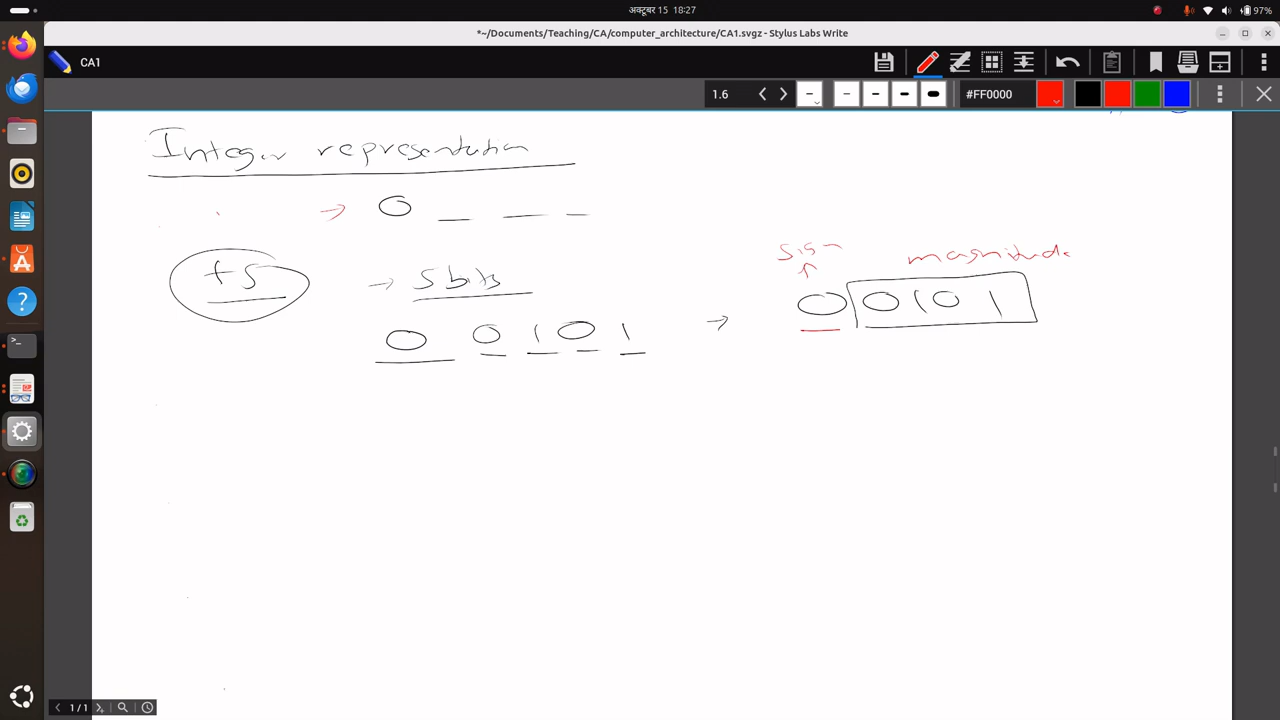 अक्टूबर 15 18:27
97%
*~/Documents/Teaching/CA/computer_architecture/CA1.svgz - Stylus Labs Write
CA1
1.6
#FF0000
Integer representation
→ 0 _ _ _ _
sign
magnitude
+5
→ 5 bits
0 0 1 0 1 → 0 0 1 0 1
1/1